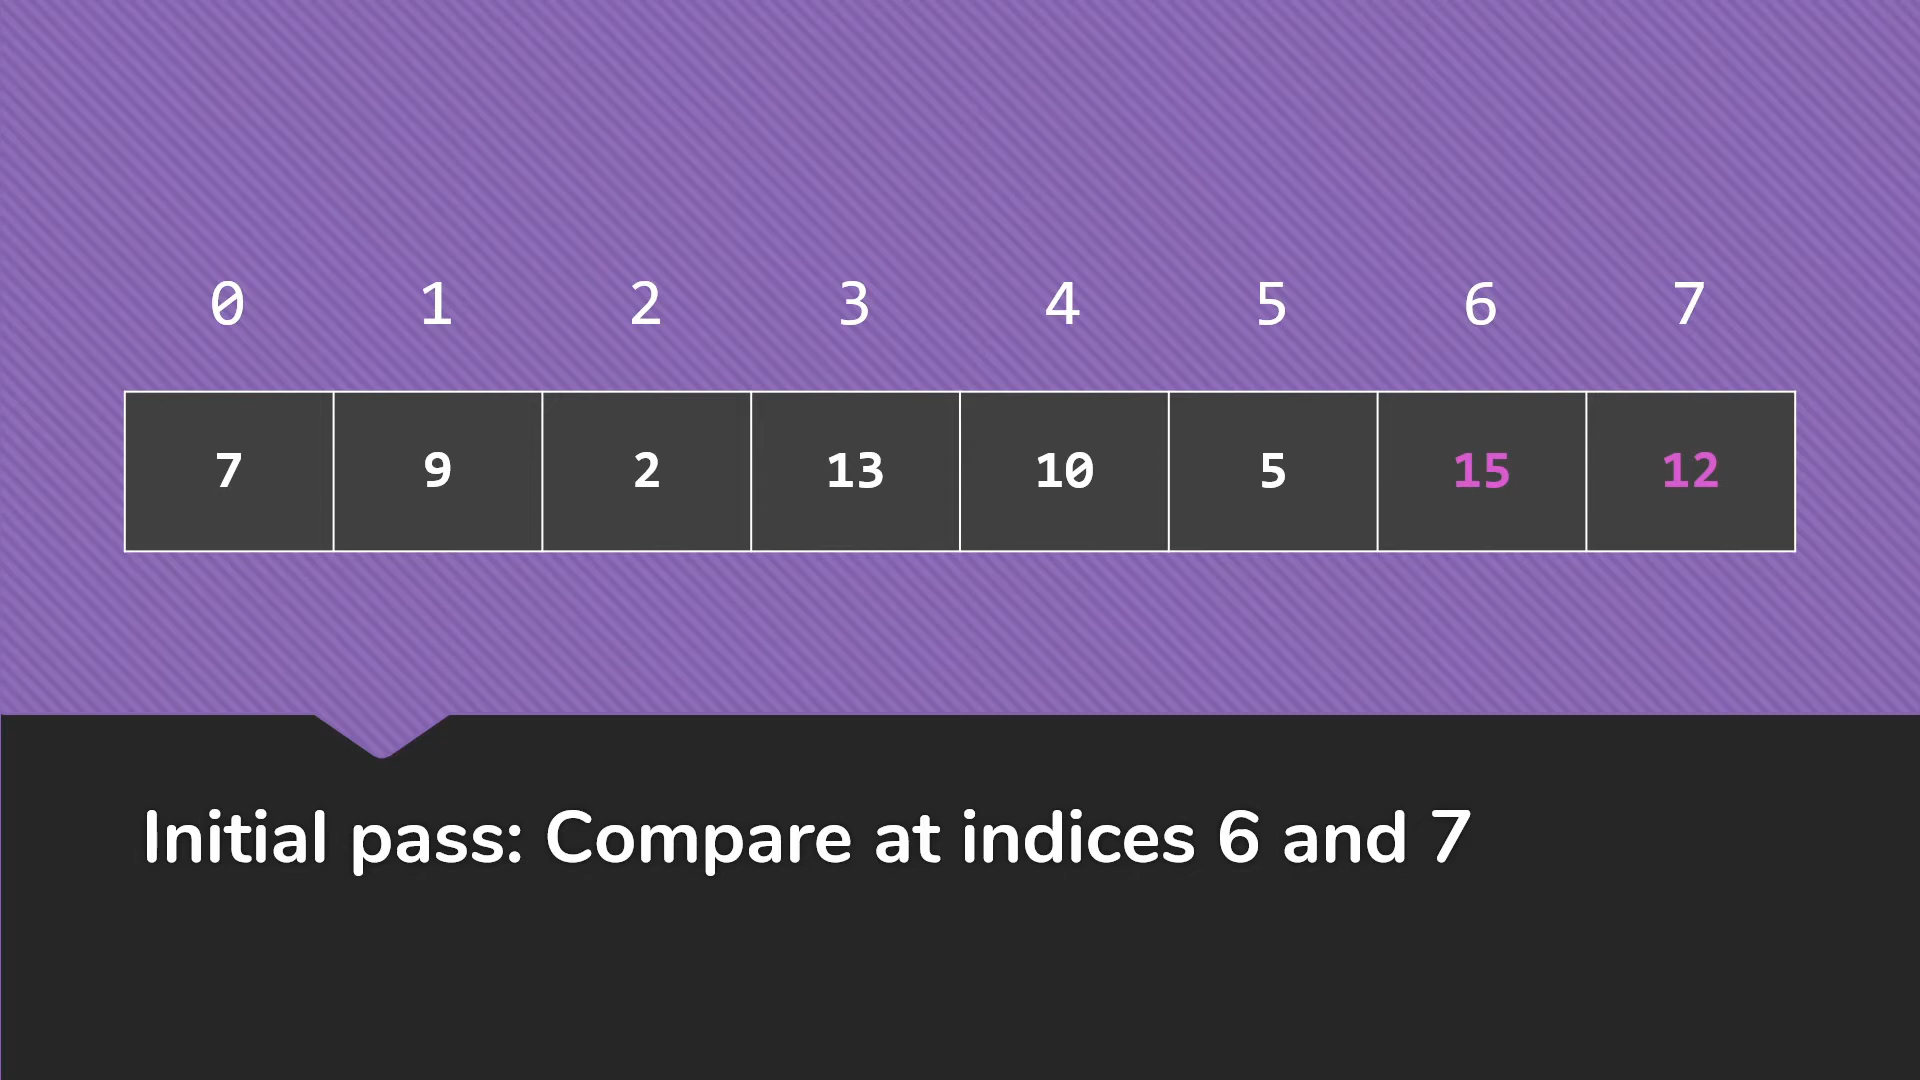 0 1 2 3 4 5 6 7
7 9 2 13 10 5 15 12
Initial pass: Compare at indices 6 and 7